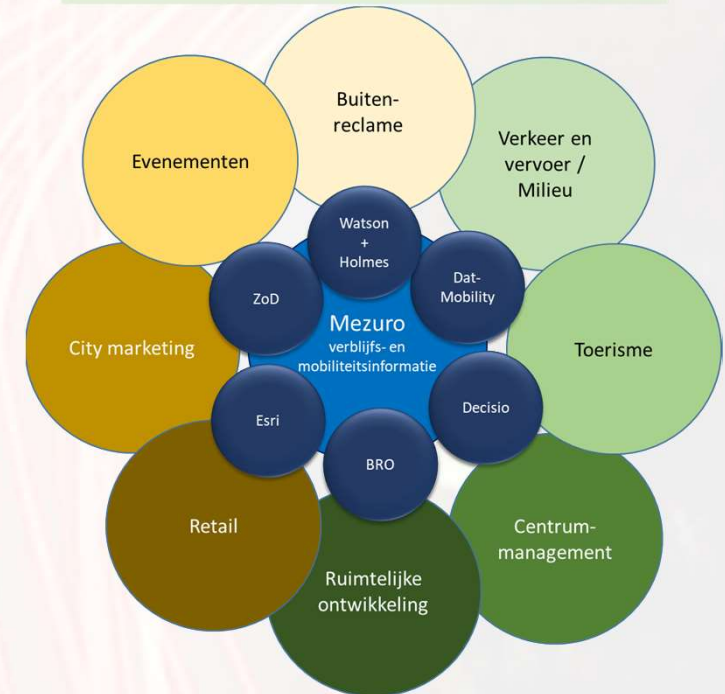 Buiten-
reclame
Evenementen
Verkeer en
vervoer /
Milieu
Watson
+
Holmes
ZoD
Dat-
Mobility
City marketing
Mezuro
verblijfs- en
mobiliteitsinformatie
Toerisme
Esri
Decisio
BRO
Retail
Centrum-
management
Ruimtelijke
ontwikkeling